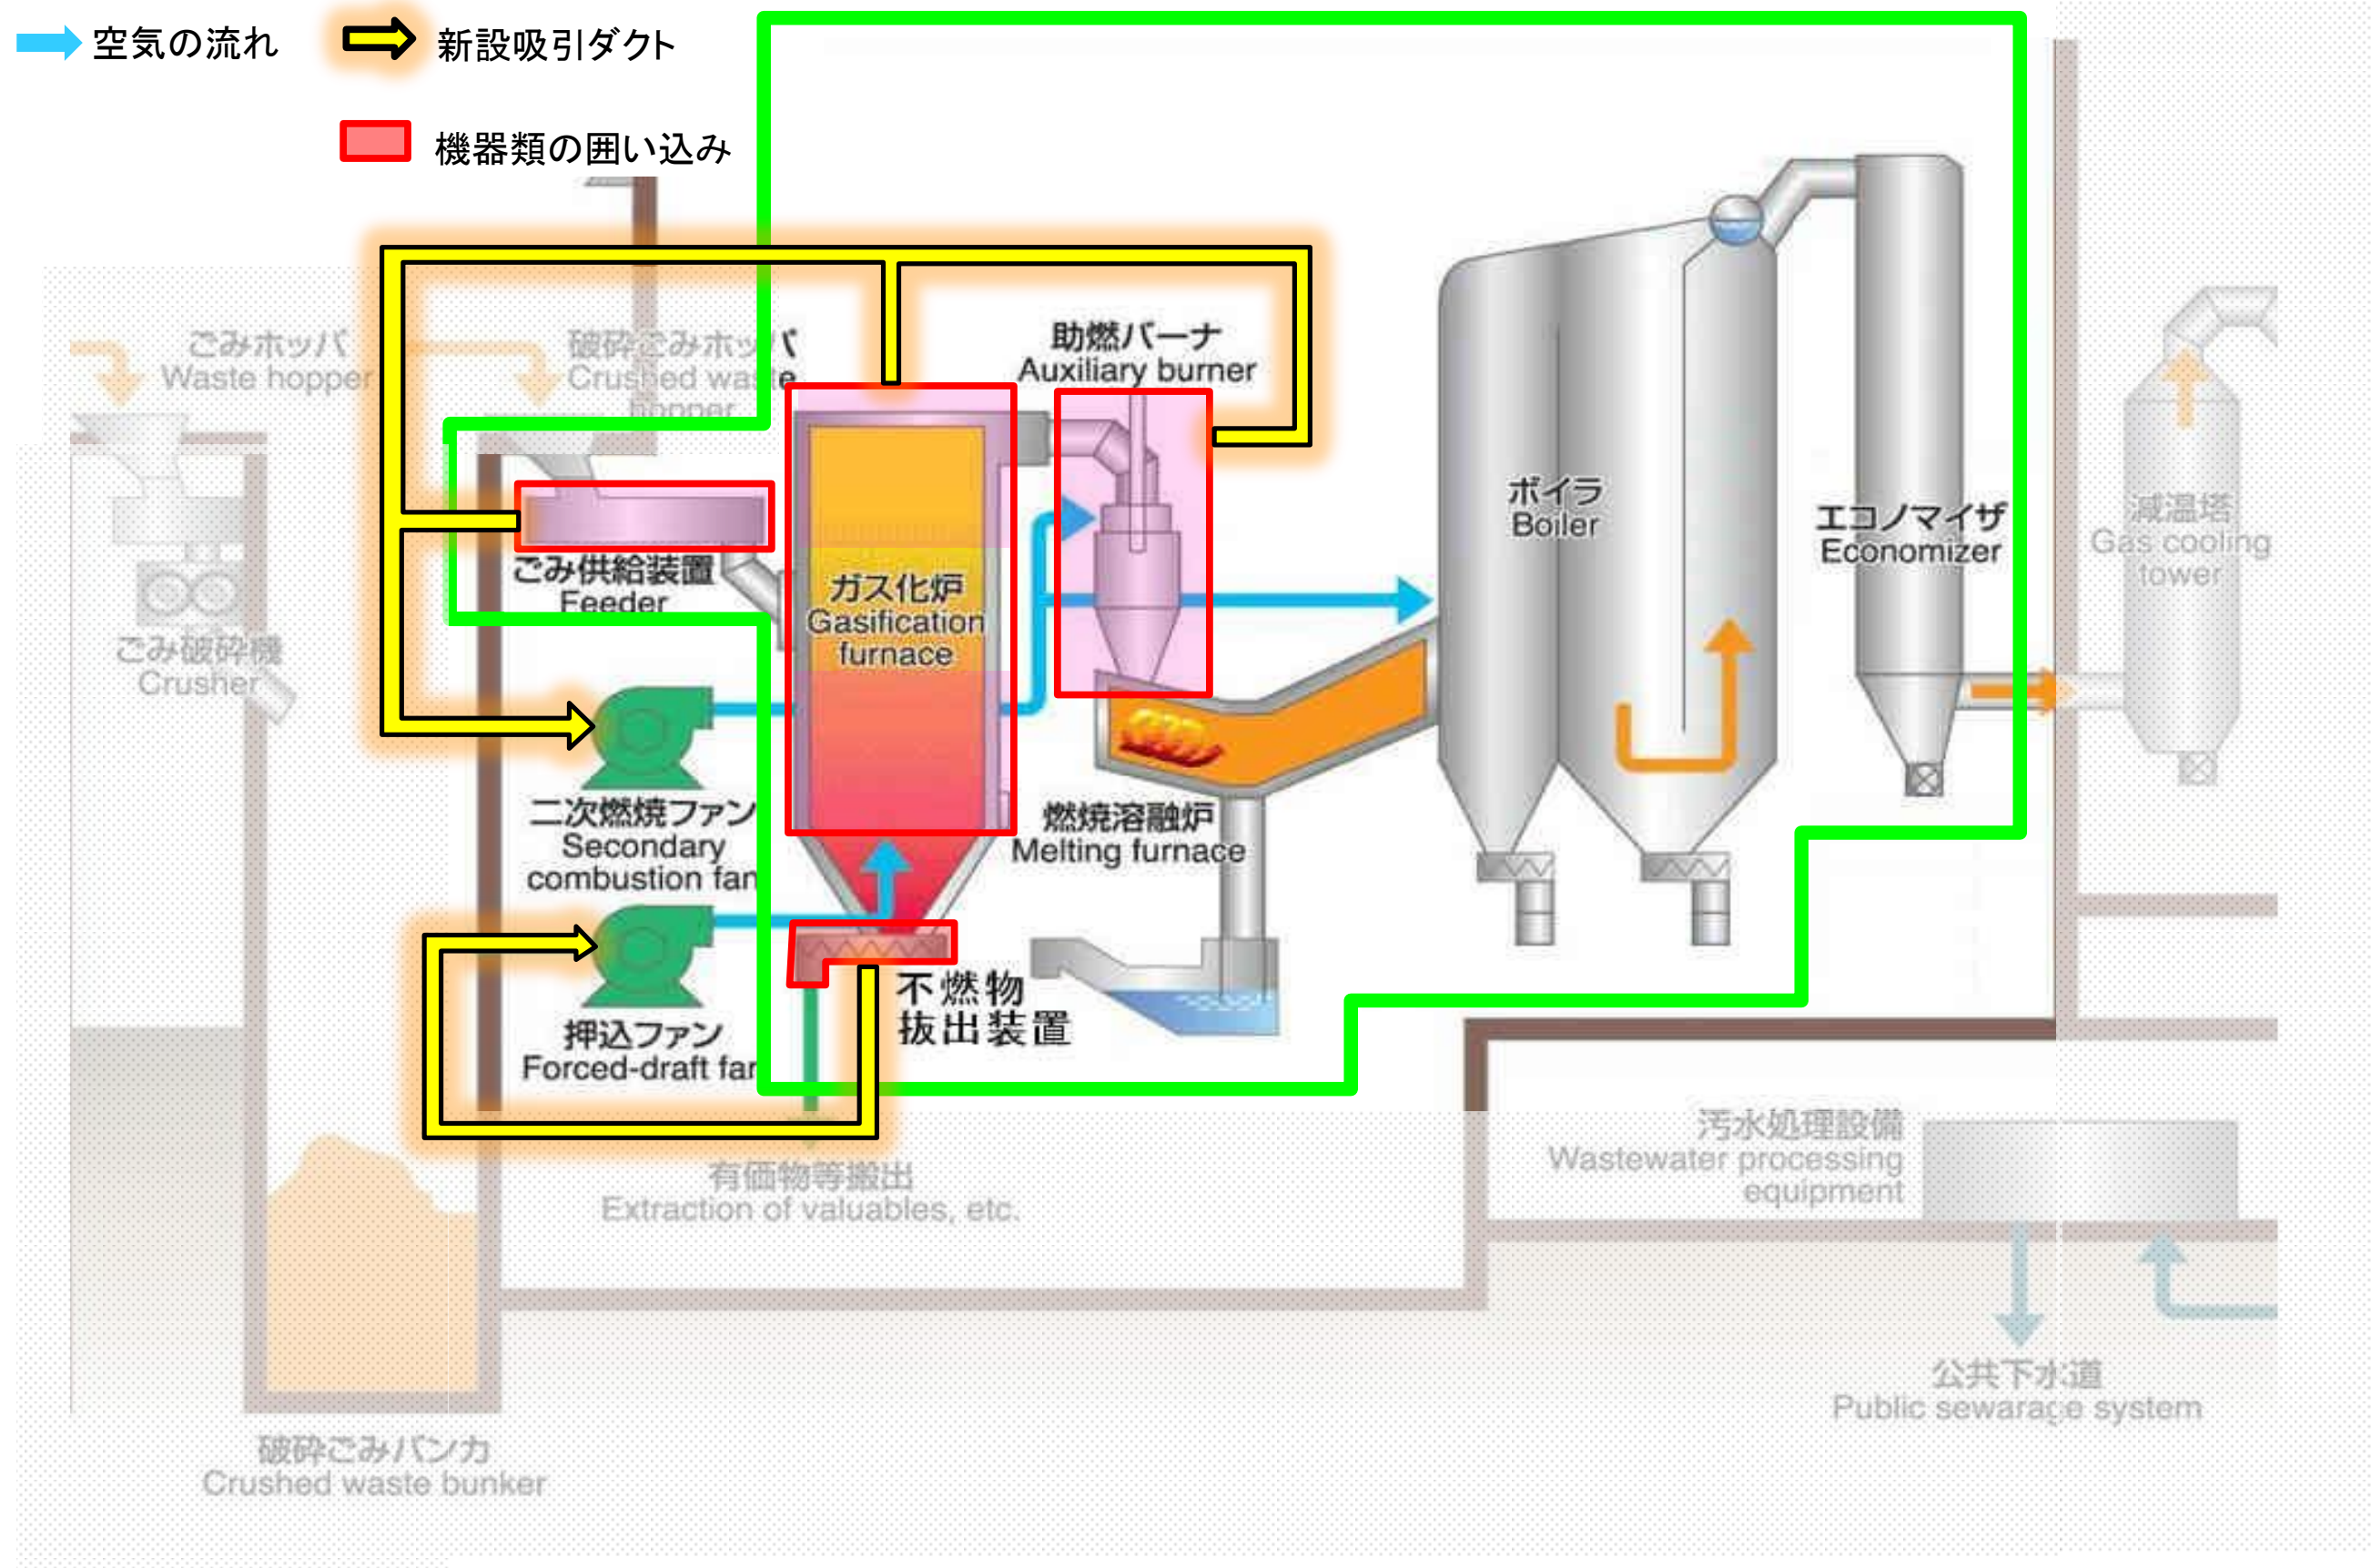 空気の流れ
新設吸引ダクト
機器類の囲い込み
ごみホッパ
Waste hopper
破砕ごみホッパ
Crushed waste
hopper
助燃バーナ
Auxiliary burner
ごみ供給装置
Feeder
ガス化炉
Gasification
furnace
ボイラ
Boiler
エコノマイザ
Economizer
減温塔
Gas cooling
tower
ごみ破砕機
Crusher
二次燃焼ファン
Secondary
combustion fan
燃焼溶融炉
Melting furnace
押込ファン
Forced-draft fan
不燃物
抜出装置
有価物等搬出
Extraction of valuables, etc.
汚水処理設備
Wastewater processing
equipment
公共下水道
Public sewarage system
破砕ごみバンカ
Crushed waste bunker